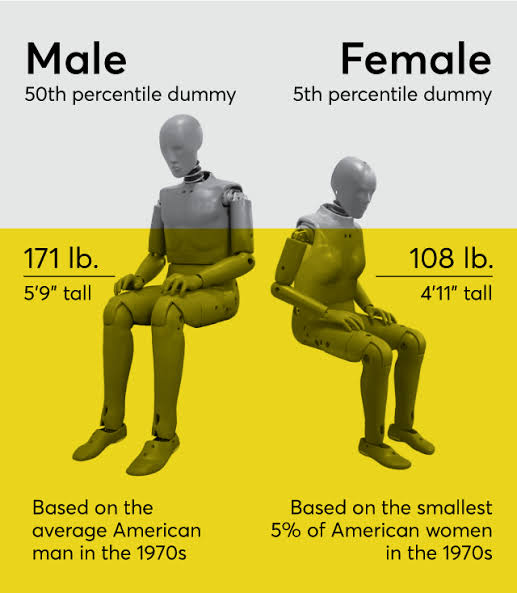 Male
50th percentile dummy
Female
5th percentile dummy
171 lb.
5'9" tall
108 lb.
4'11" tall
Based on the
average American
man in the 1970s
Based on the smallest
5% of American women
in the 1970s